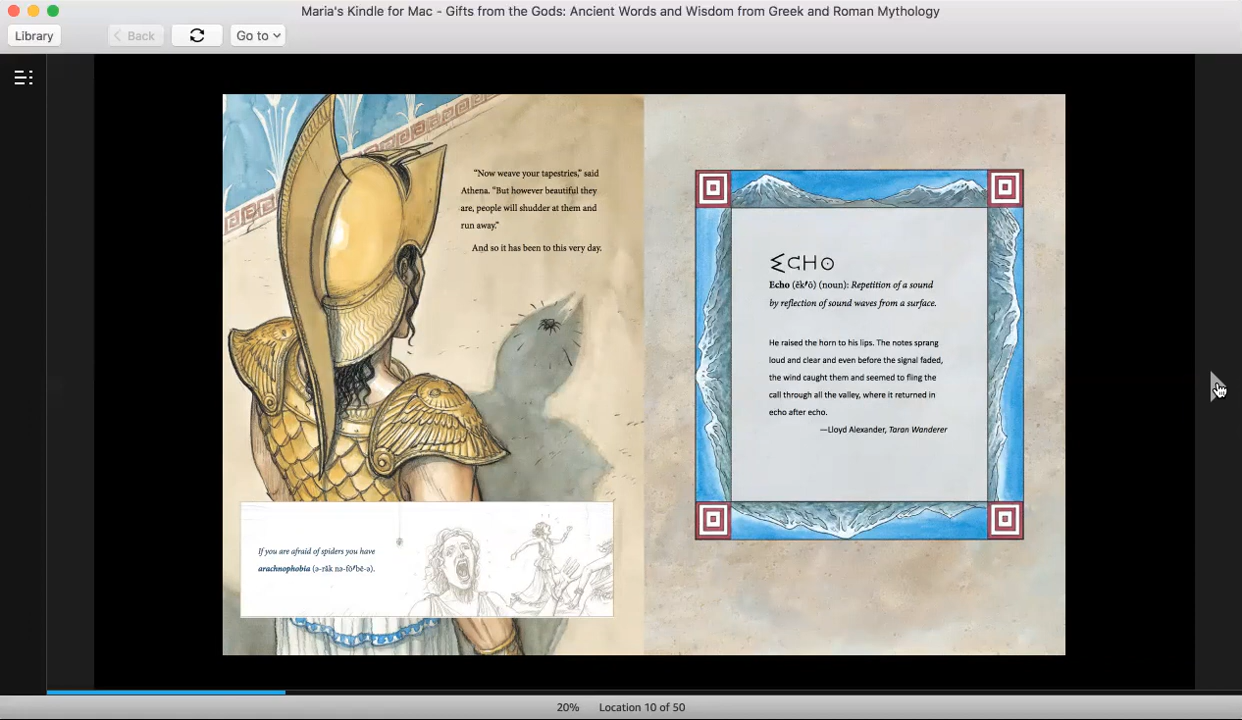 Maria's Kindle for Mac - Gifts from the Gods: Ancient Words and Wisdom from Greek and Roman Mythology
Library
Back
Go to
“Now weave your tapestries,” said
Athena. “But however beautiful they
are, people will shudder at them and
run away.”
And so it has been to this very day.
If you are afraid of spiders you have
arachnophobia (ə-răk nə-fō′bē-ə).
ECHO
Echo (ĕk′ō) (noun): Repetition of a sound
by reflection of sound waves from a surface.
He raised the horn to his lips. The notes sprang
loud and clear and even before the signal faded,
the wind caught them and seemed to fling the
call through all the valley, where it returned in
echo after echo.
—Lloyd Alexander, Taran Wanderer
20% Location 10 of 50